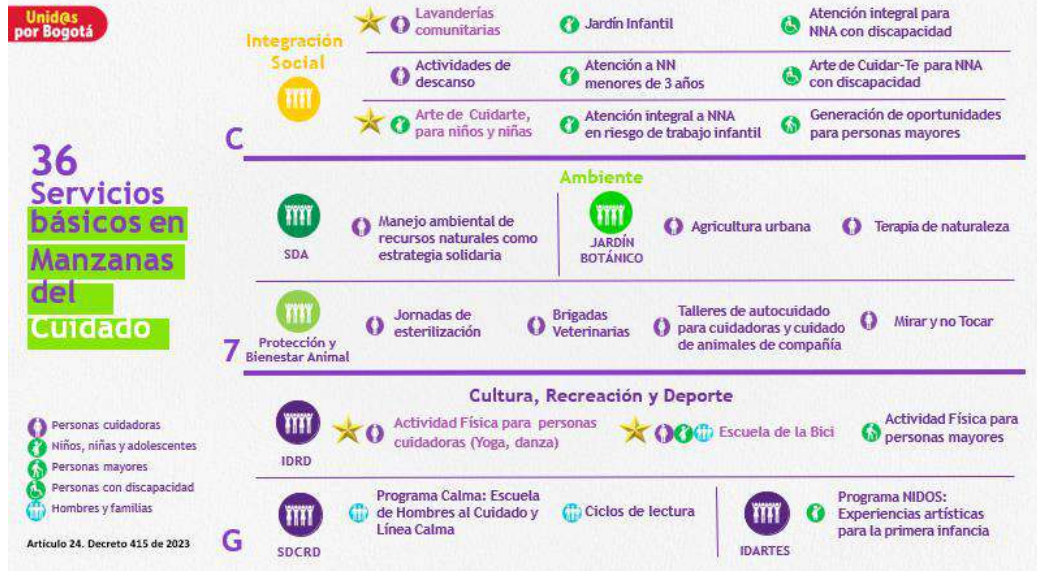 Unid@s
por Bogotá
36
Servicios
básicos en
Manzanas
del
Cuidado
Personas cuidadoras
Niños, niñas y adolescentes
Personas mayores
Personas con discapacidad
Hombres y familias
Artículo 24. Decreto 415 de 2023
Integración
Social
C
Lavanderías
comunitarias
Jardín Infantil
Atención integral para
NNA con discapacidad
Actividades de
descanso
Atención a NN
menores de 3 años
Arte de Cuidar-Te para NNA
con discapacidad
Arte de Cuidarte,
para niños y niñas
Atención integral a NNA
en riesgo de trabajo infantil
Generación de oportunidades
para personas mayores
Ambiente
SDA
Manejo ambiental de
recursos naturales como
estrategia solidaria
JARDÍN
BOTÁNICO
Agricultura urbana
Terapia de naturaleza
7
Protección y
Bienestar Animal
Jornadas de
esterilización
Brigadas
Veterinarias
Talleres de autocuidado
para cuidadoras y cuidado
de animales de compañía
Mirar y no Tocar
Cultura, Recreación y Deporte
IDRD
Actividad Física para personas
cuidadoras (Yoga, danza)
Escuela de la Bici
Actividad Física para
personas mayores
G
SDCRD
Programa Calma: Escuela
de Hombres al Cuidado y
Línea Calma
Ciclos de lectura
IDARTES
Programa NIDOS:
Experiencias artísticas
para la primera infancia